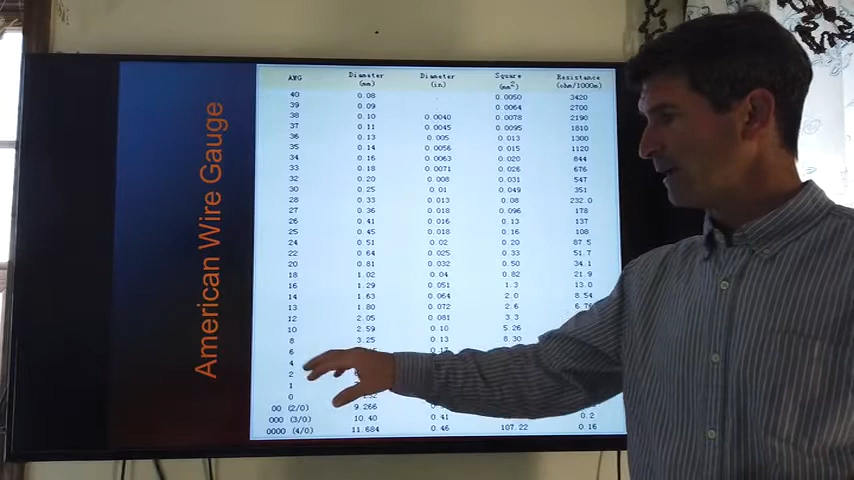 American Wire Gauge
AWG Diameter (mm) Diameter (in) Square (mm²) Resistance (ohm/1000m)
40 0.08 0.0050 3420
39 0.09 0.0064 2700
38 0.10 0.0040 0.0078 2190
37 0.11 0.0045 0.0095 1810
36 0.13 0.005 0.013 1300
35 0.14 0.0056 0.015 1120
34 0.16 0.0063 0.020 844
33 0.18 0.0071 0.026 676
32 0.20 0.008 0.031 547
30 0.25 0.01 0.049 351
28 0.33 0.013 0.08 232.0
27 0.36 0.018 0.096 178
26 0.41 0.016 0.13 137
25 0.45 0.018 0.16 108
24 0.51 0.02 0.20 87.5
22 0.64 0.025 0.33 51.7
20 0.81 0.032 0.50 34.1
18 1.02 0.04 0.82 21.9
16 1.29 0.051 1.3 13.0
14 1.63 0.064 2.0 8.54
13 1.80 0.072 2.6 6.76
12 2.05 0.081 3.3
10 2.59 0.10 5.26
8 3.25 0.13 8.30
6
4
2
1
0
00 (2/0) 9.266
000 (3/0) 10.40 0.41 0.2
0000 (4/0) 11.684 0.46 107.22 0.16